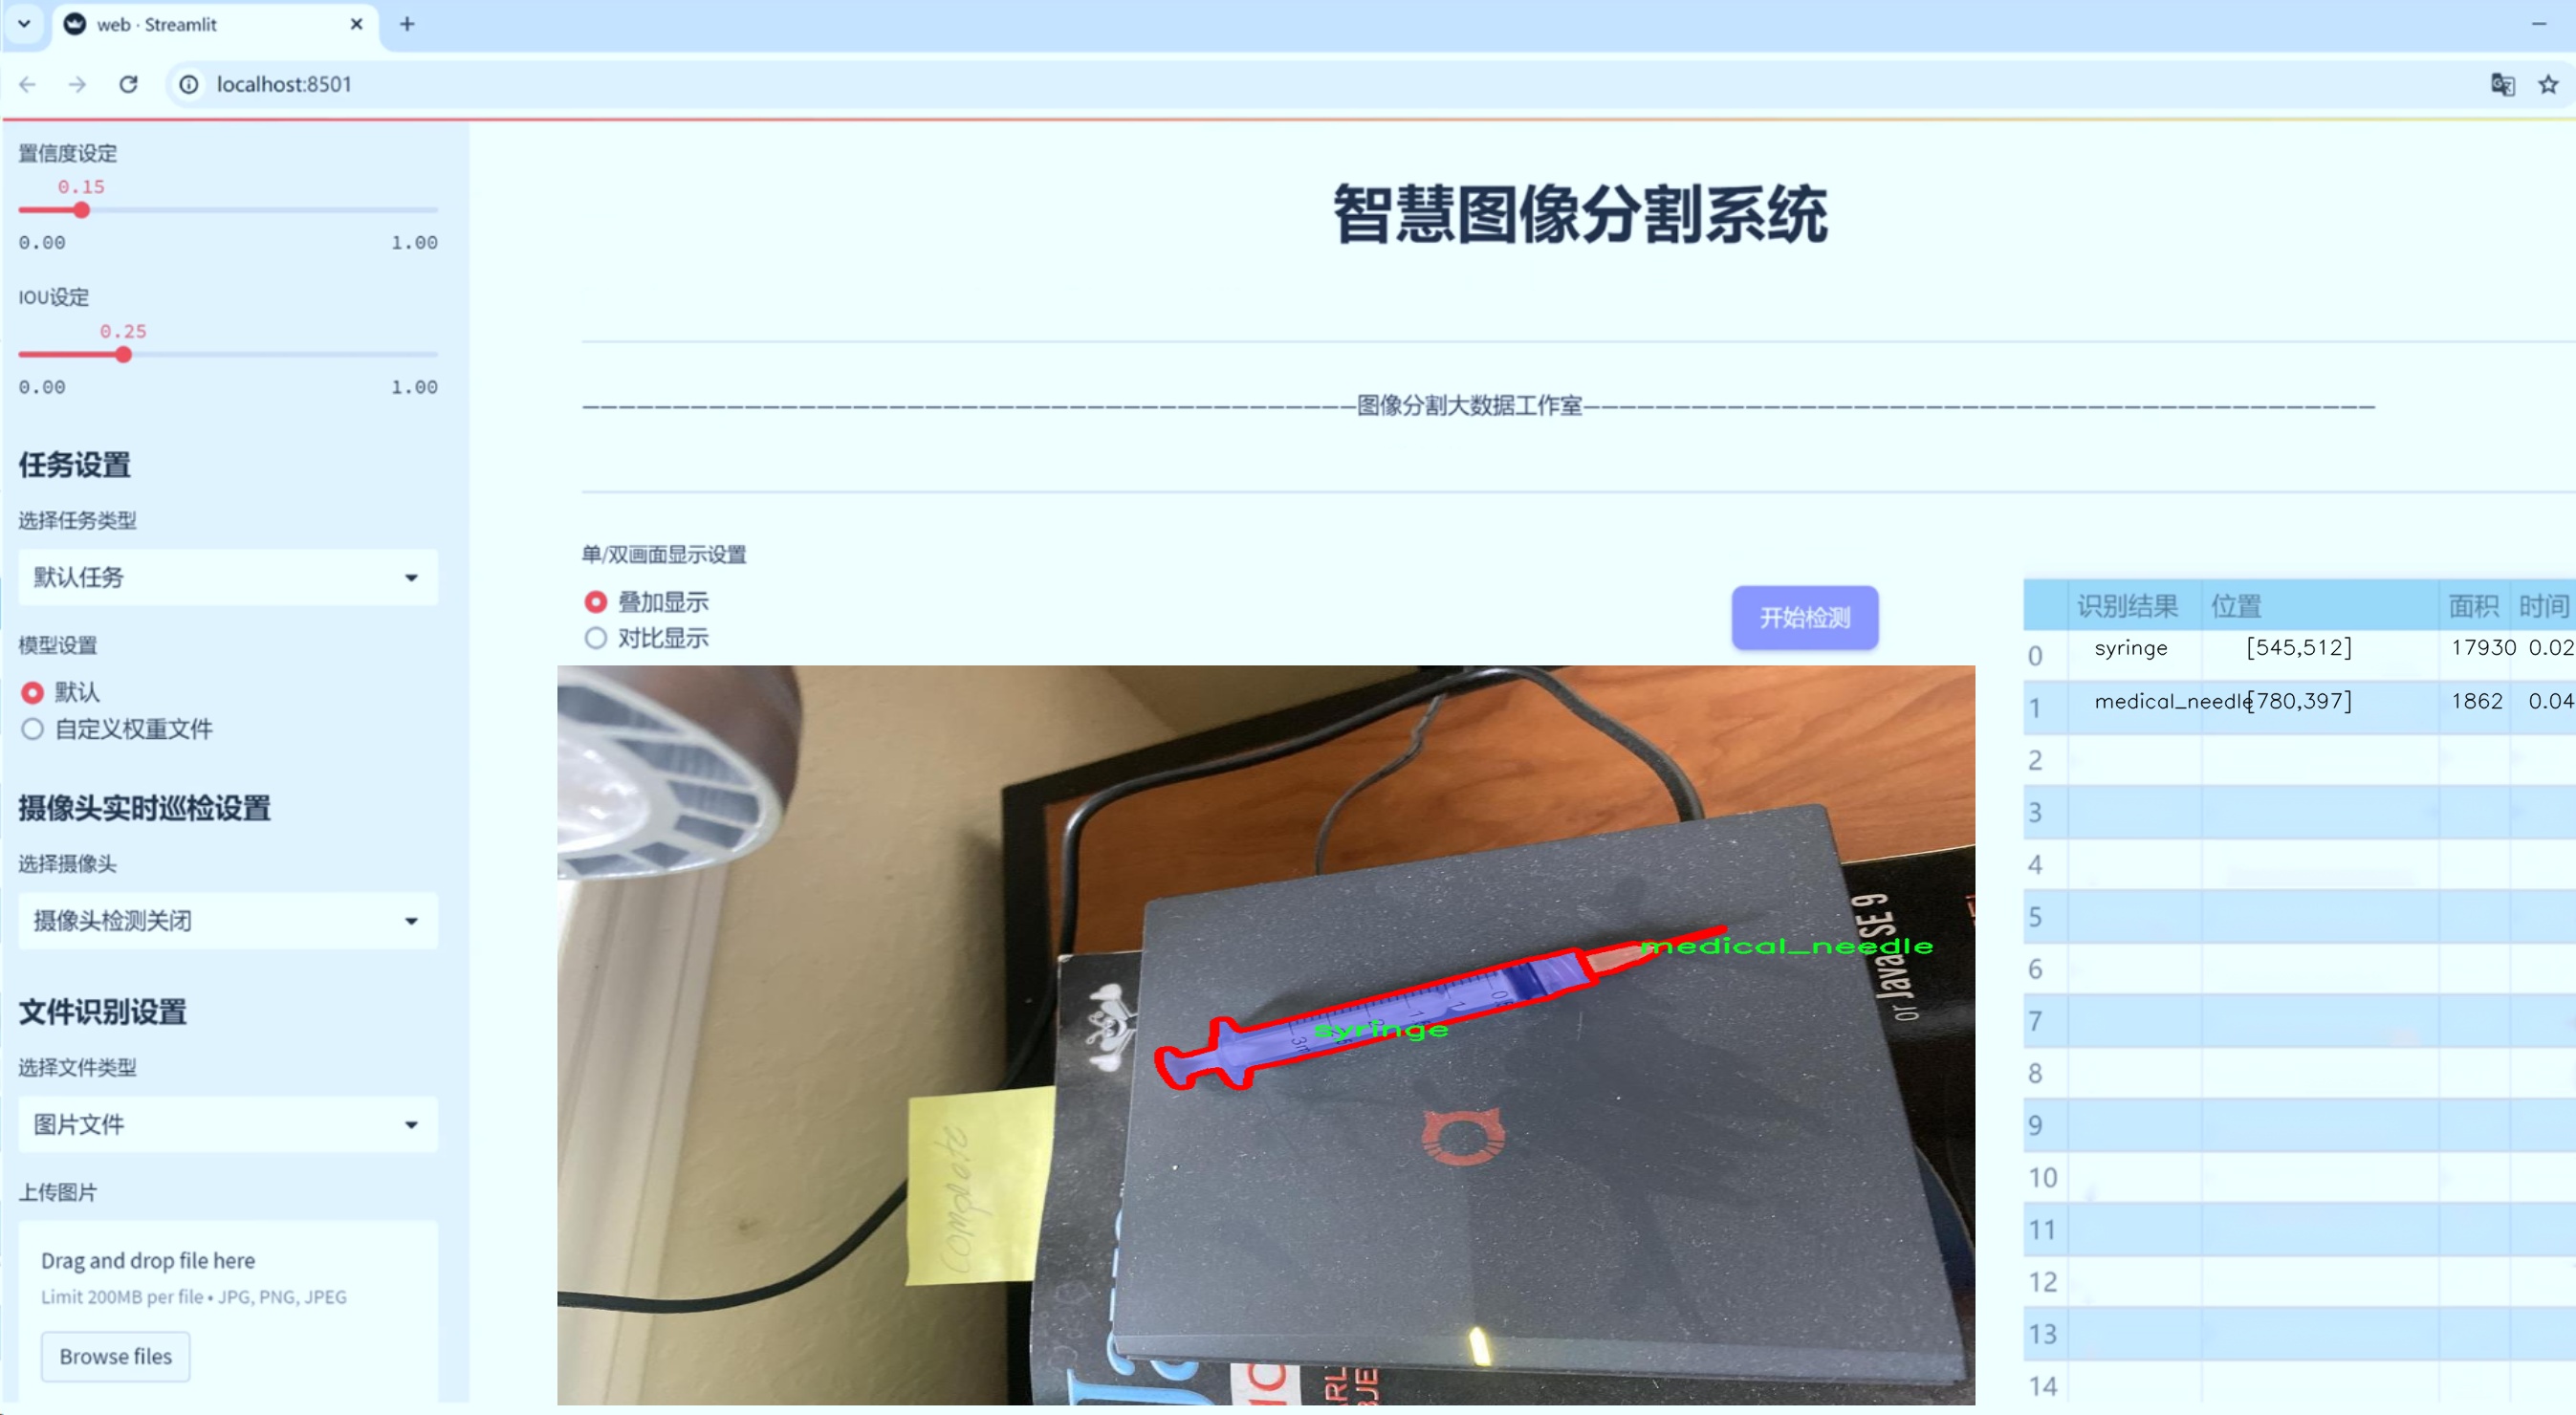 web · Streamlit
localhost:8501
置信度设定
0.15
0.00 1.00
IOU设定
0.25
0.00 1.00
任务设置
选择任务类型
默认任务
模型设置
默认
自定义权重文件
摄像头实时巡检设置
选择摄像头
摄像头检测关闭
文件识别设置
选择文件类型
图片文件
上传图片
Drag and drop file here
Limit 200MB per file • JPG, PNG, JPEG
Browse files
智慧图像分割系统
图像分割大数据工作室
单/双画面显示设置
叠加显示
对比显示
开始检测
medical_needle
syringe
complete
or Java SE 9
识别结果 位置 面积 时间
0 syringe [545,512] 17930 0.02
1 medical_needle [780,397] 1862 0.04
2
3
4
5
6
7
8
9
10
11
12
13
14